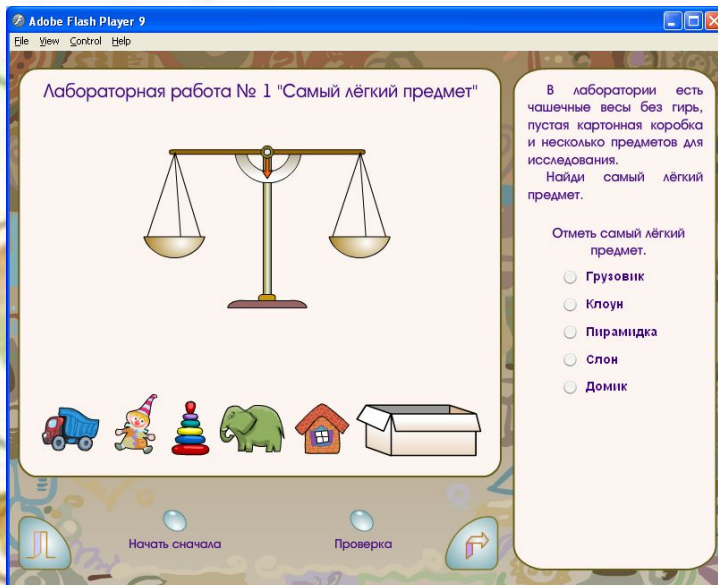 Adobe Flash Player 9
File View Control Help
Лабораторная работа № 1 "Самый лёгкий предмет"
В лаборатории есть
чашечные весы без гирь,
пустая картонная коробка
и несколько предметов для
исследования.
Найди самый лёгкий
предмет.
Отметь самый лёгкий
предмет.
Грузовик
Клоун
Пирамидка
Слон
Домик
Начать сначала
Проверка